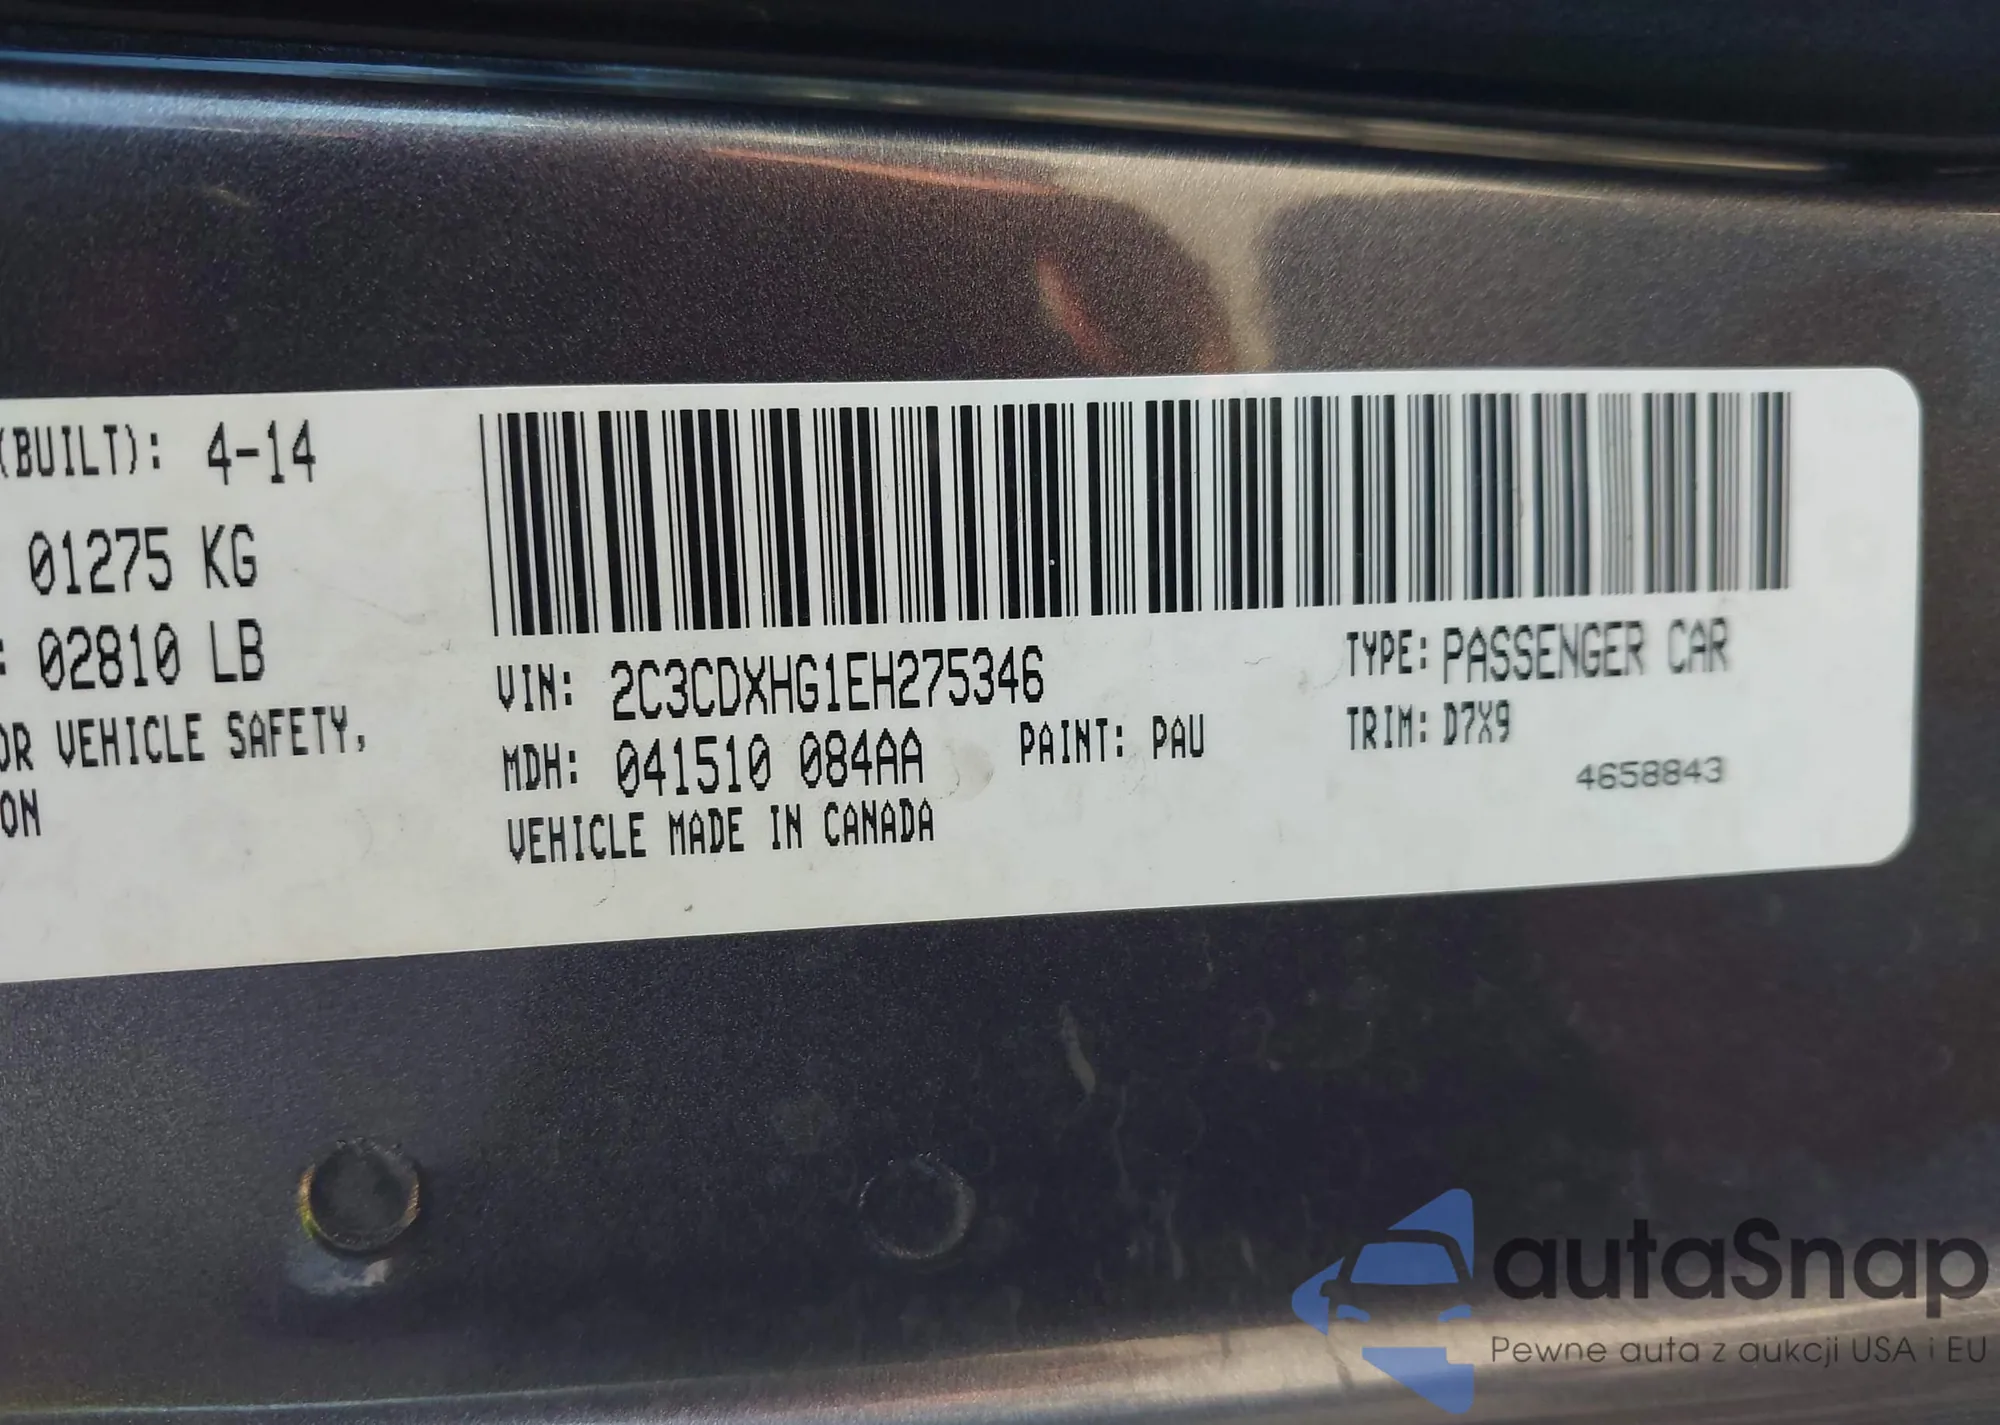 (BUILT): 4-14
01275 KG
: 02810 LB
OR VEHICLE SAFETY,
ON
VIN: 2C3CDXHG1EH275346
TYPE: PASSENGER CAR
MDH: 041510 084AA
PAINT: PAU
TRIM: D7X9
VEHICLE MADE IN CANADA
4658843
autaSnap
Pewne auta z aukcji USA i EU